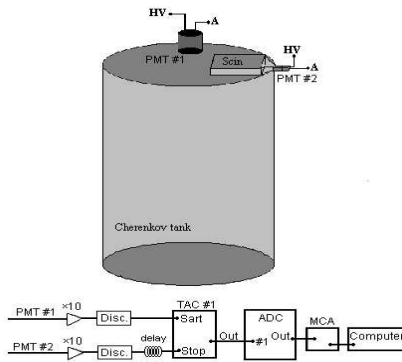 HV
A
PMT #1
Scin
HV
A
PMT #2
Cherenkov tank
PMT #1
×10
Disc.
TAC #1
Sart
Out
ADC
#1
Out
MCA
Computer
PMT #2
×10
Disc.
delay
Stop